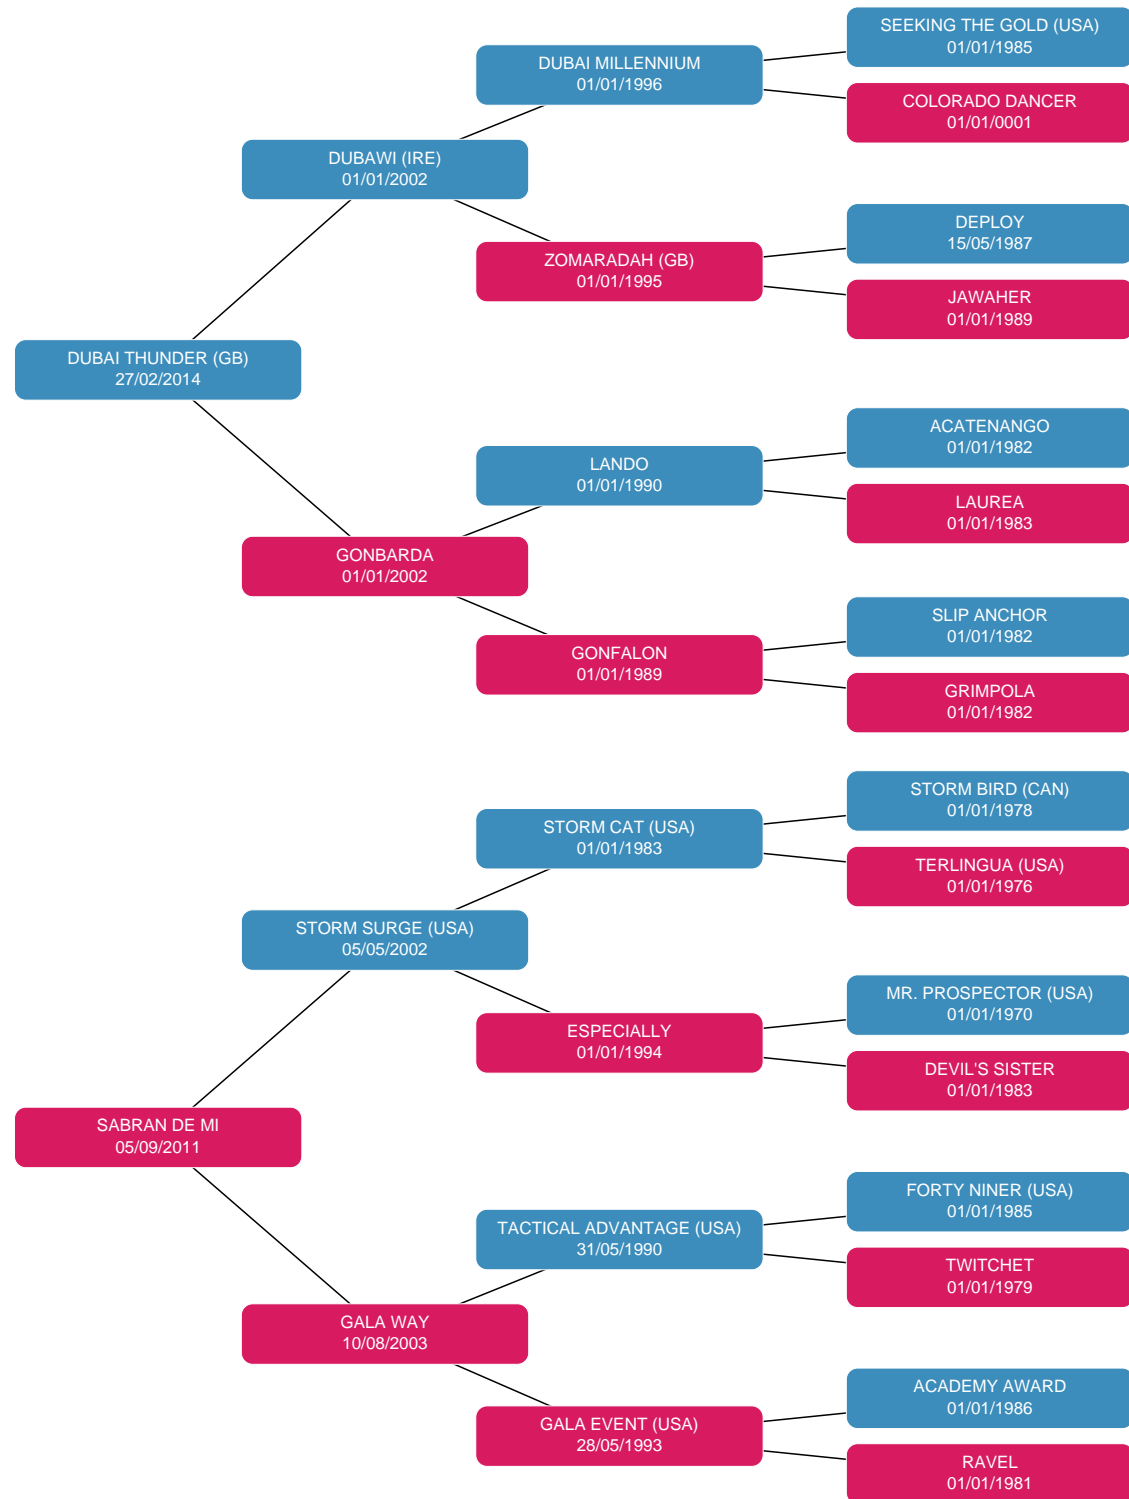 SEEKING THE GOLD (USA)
01/01/1985
DUBAI MILLENNIUM
01/01/1996
COLORADO DANCER
01/01/0001
DUBAWI (IRE)
01/01/2002
DEPLOY
15/05/1987
ZOMARADAH (GB)
01/01/1995
JAWAHER
01/01/1989
DUBAI THUNDER (GB)
27/02/2014
ACATENANGO
01/01/1982
LANDO
01/01/1990
LAUREA
01/01/1983
GONBARDA
01/01/2002
SLIP ANCHOR
01/01/1982
GONFALON
01/01/1989
GRIMPOLA
01/01/1982
STORM BIRD (CAN)
01/01/1978
STORM CAT (USA)
01/01/1983
TERLINGUA (USA)
01/01/1976
STORM SURGE (USA)
05/05/2002
MR. PROSPECTOR (USA)
01/01/1970
ESPECIALLY
01/01/1994
DEVIL'S SISTER
01/01/1983
SABRAN DE MI
05/09/2011
FORTY NINER (USA)
01/01/1985
TACTICAL ADVANTAGE (USA)
31/05/1990
TWITCHET
01/01/1979
GALA WAY
10/08/2003
ACADEMY AWARD
01/01/1986
GALA EVENT (USA)
28/05/1993
RAVEL
01/01/1981